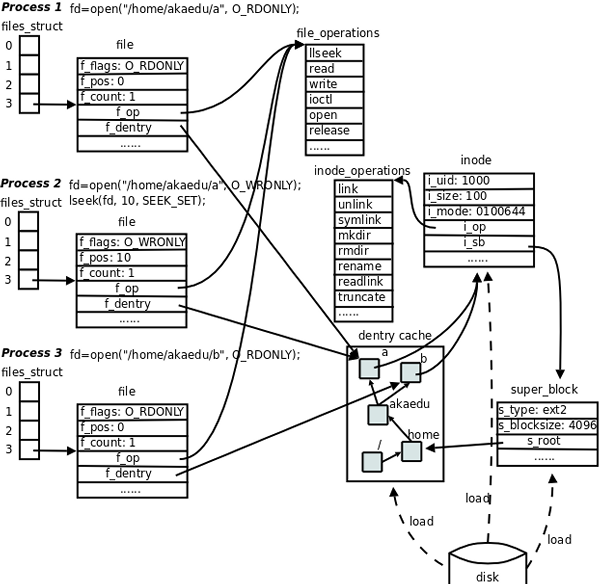 Process 1 fd=open("/home/akaedu/a", O_RDONLY);
files_struct
0
1
2
3
file
f_flags: O_RDONLY
f_pos: 0
f_count: 1
f_op
f_dentry
......
file_operations
llseek
read
write
ioctl
open
release
......
Process 2 fd=open("/home/akaedu/a", O_WRONLY);
lseek(fd, 10, SEEK_SET);
files_struct
0
1
2
3
file
f_flags: O_WRONLY
f_pos: 10
f_count: 1
f_op
f_dentry
......
inode_operations
link
unlink
symlink
mkdir
rmdir
rename
readlink
truncate
......
inode
i_uid: 1000
i_size: 100
i_mode: 0100644
i_op
i_sb
......
Process 3 fd=open("/home/akaedu/b", O_RDONLY);
files_struct
0
1
2
3
file
f_flags: O_RDONLY
f_pos: 0
f_count: 1
f_op
f_dentry
......
dentry cache
a
b
akaedu
home
/
super_block
s_type: ext2
s_blocksize: 4096
s_root
......
load
load
load
disk